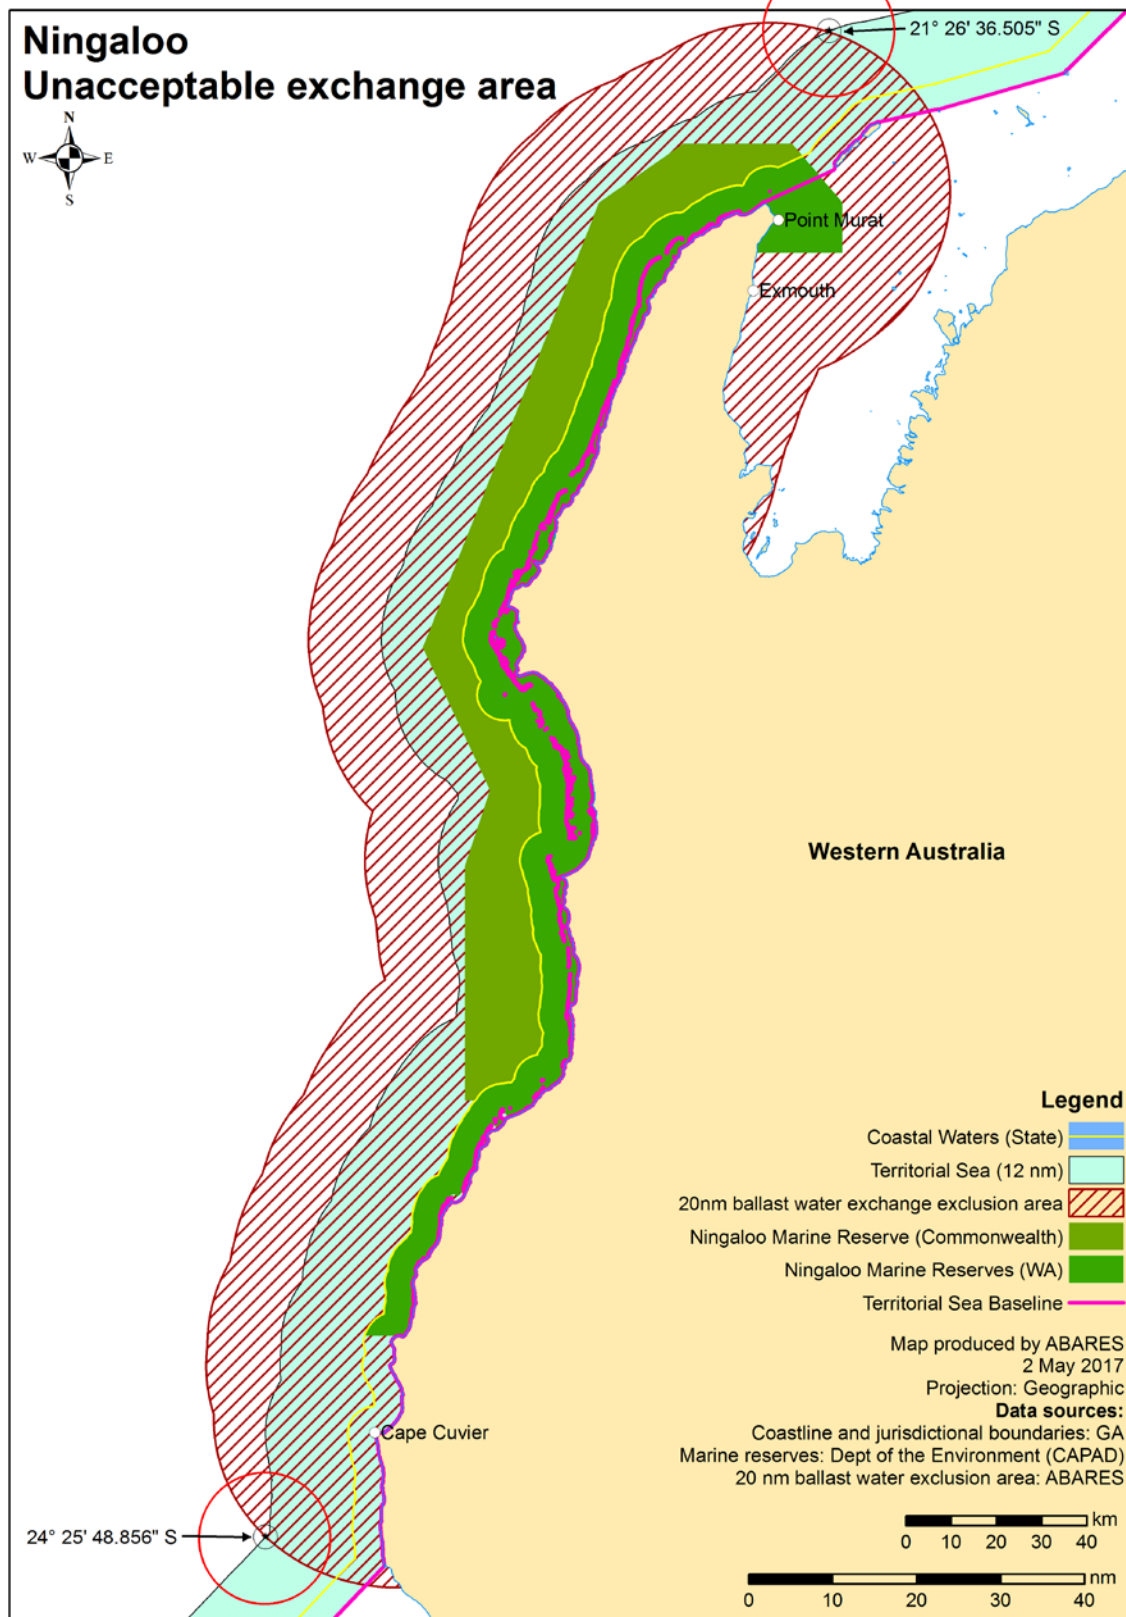 Ningaloo
Unacceptable exchange area
N
W E
S
21° 26' 36.505" S
Point Murat
Exmouth
Western Australia
Cape Cuvier
24° 25' 48.856" S
Legend
Coastal Waters (State)
Territorial Sea (12 nm)
20nm ballast water exchange exclusion area
Ningaloo Marine Reserve (Commonwealth)
Ningaloo Marine Reserves (WA)
Territorial Sea Baseline
Map produced by ABARES
2 May 2017
Projection: Geographic
Data sources:
Coastline and jurisdictional boundaries: GA
Marine reserves: Dept of the Environment (CAPAD)
20 nm ballast water exclusion area: ABARES
km
0 10 20 30 40
nm
0 10 20 30 40